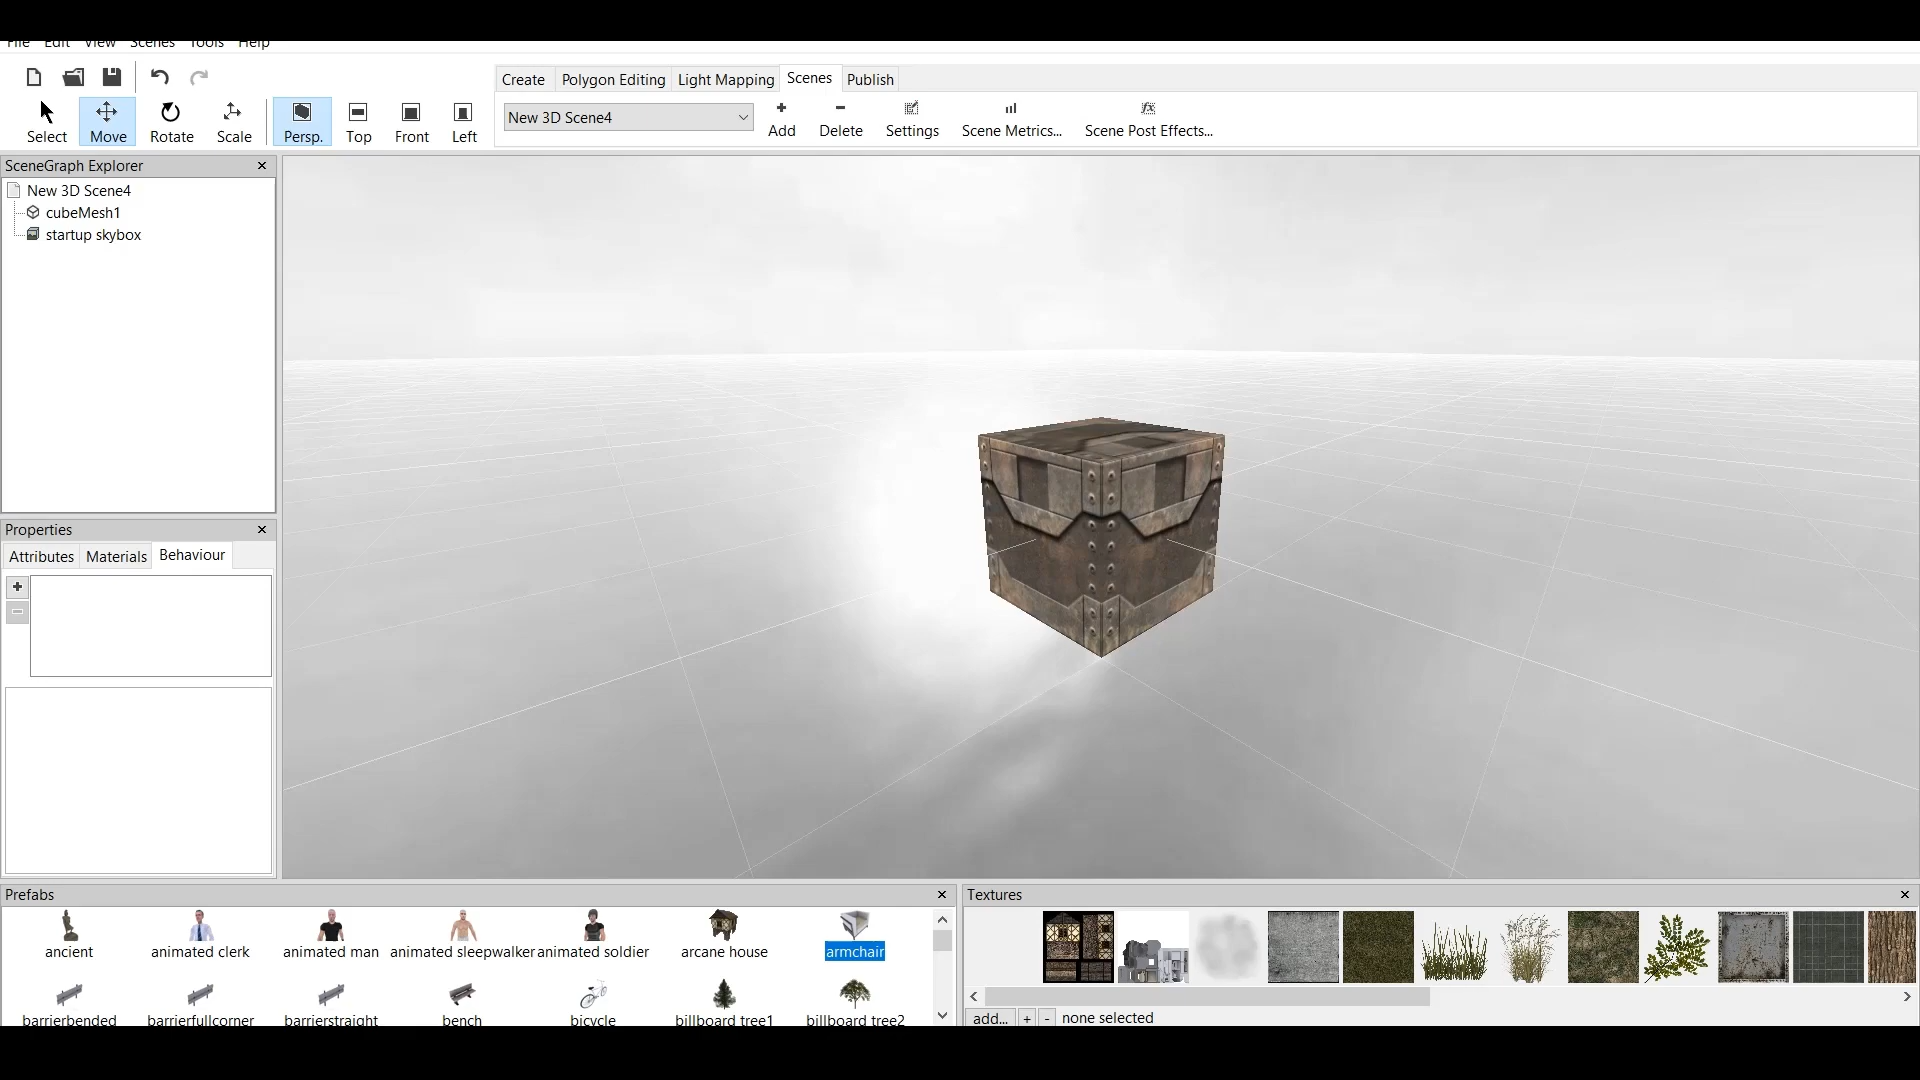 File Edit View Scenes Tools Help
Create Polygon Editing Light Mapping Scenes Publish
Select Move Rotate Scale Persp. Top Front Left
New 3D Scene4 Add Delete Settings Scene Metrics... Scene Post Effects...
SceneGraph Explorer
New 3D Scene4
cubeMesh1
startup skybox
Properties
Attributes Materials Behaviour
Prefabs
ancient animated clerk animated man animated sleepwalker animated soldier arcane house armchair
barrierbended barrierfullcorner barrierstraight bench bicycle billboard tree1 billboard tree2
Textures
add... + - none selected